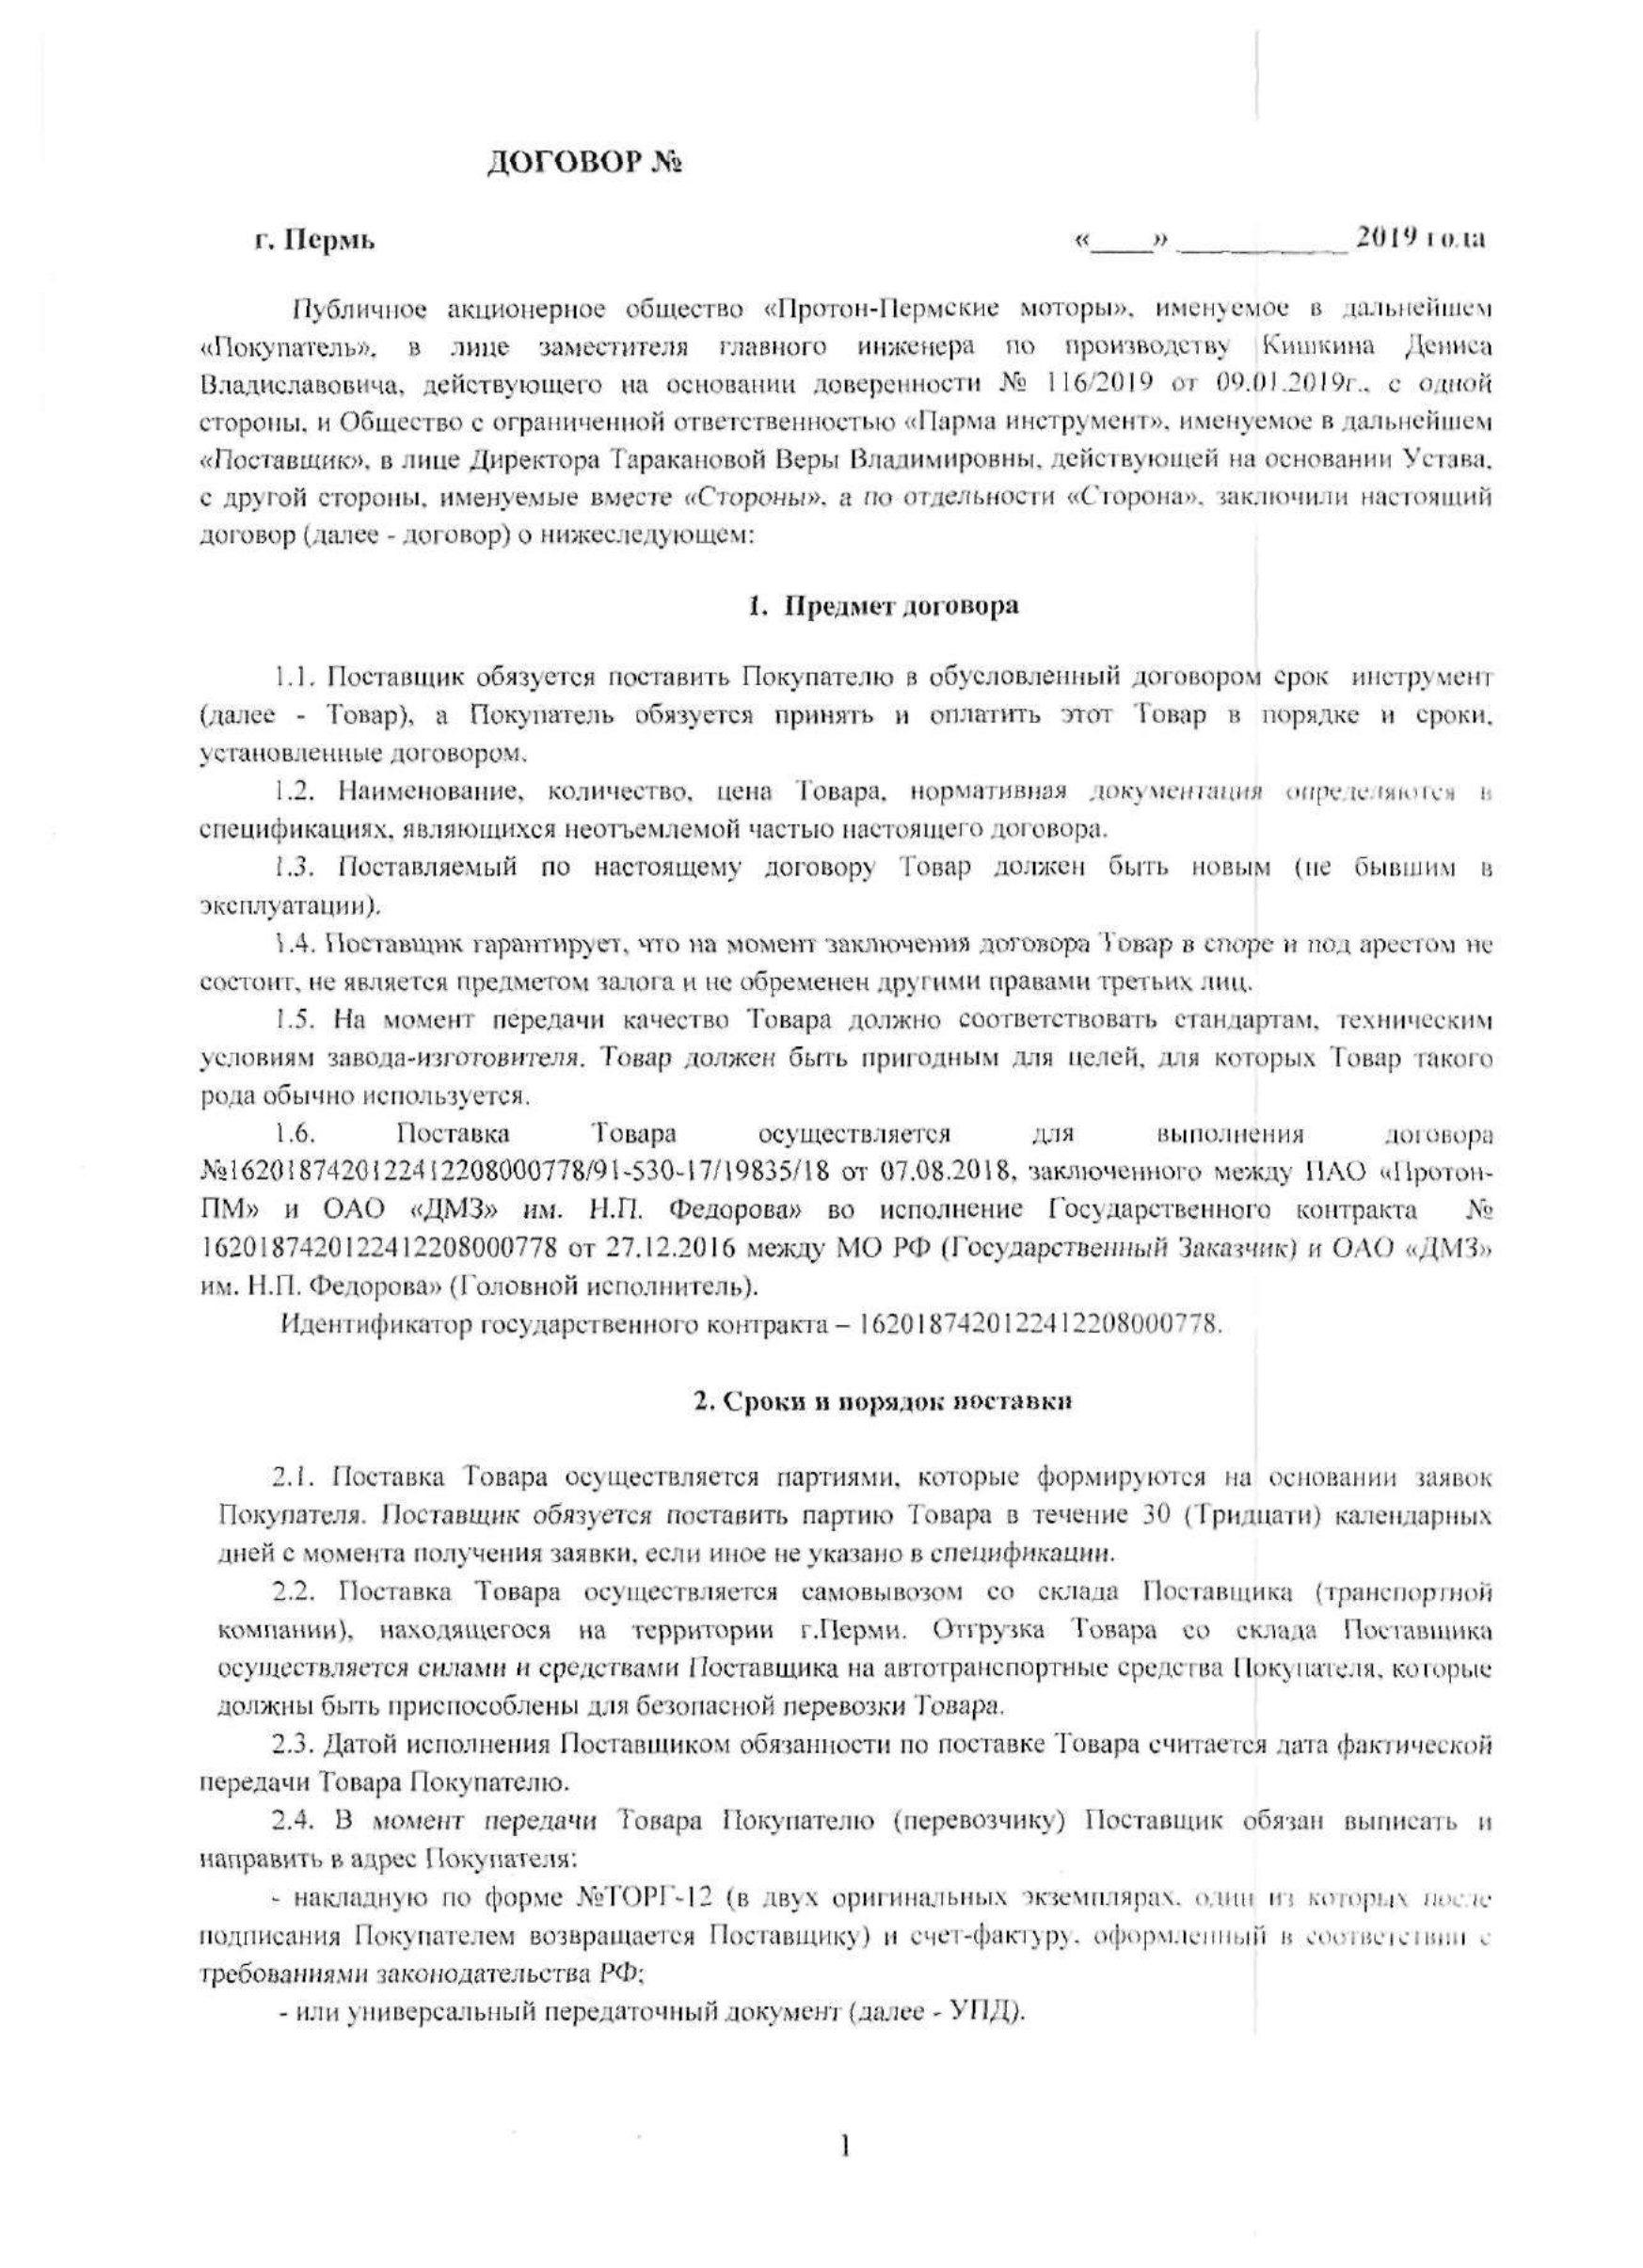 ДОГОВОР №
г. Пермь «____» ___________ 2019 года
Публичное акционерное общество «Протон-Пермские моторы», именуемое в дальнейшем
«Покупатель», в лице заместителя главного инженера по производству Кишкина Дениса
Владиславовича, действующего на основании доверенности № 116/2019 от 09.01.2019г., с одной
стороны, и Общество с ограниченной ответственностью «Парма инструмент», именуемое в дальнейшем
«Поставщик», в лице Директора Таракановой Веры Владимировны, действующей на основании Устава,
с другой стороны, именуемые вместе «Стороны», а по отдельности «Сторона», заключили настоящий
договор (далее - договор) о нижеследующем:
1. Предмет договора
1.1. Поставщик обязуется поставить Покупателю в обусловленный договором срок инструмент
(далее - Товар), а Покупатель обязуется принять и оплатить этот Товар в порядке и сроки,
установленные договором.
1.2. Наименование, количество, цена Товара, нормативная документация определяются в
спецификациях, являющихся неотъемлемой частью настоящего договора.
1.3. Поставляемый по настоящему договору Товар должен быть новым (не бывшим в
эксплуатации).
1.4. Поставщик гарантирует, что на момент заключения договора Товар в споре и под арестом не
состоит, не является предметом залога и не обременен другими правами третьих лиц.
1.5. На момент передачи качество Товара должно соответствовать стандартам, техническим
условиям завода-изготовителя. Товар должен быть пригодным для целей, для которых Товар такого
рода обычно используется.
1.6. Поставка Товара осуществляется для выполнения договора
№1620187420122412208000778/91-530-17/19835/18 от 07.08.2018, заключенного между ПАО «Протон-
ПМ» и ОАО «ДМЗ» им. Н.П. Федорова» во исполнение Государственного контракта №
1620187420122412208000778 от 27.12.2016 между МО РФ (Государственный Заказчик) и ОАО «ДМЗ»
им. Н.П. Федорова» (Головной исполнитель).
Идентификатор государственного контракта – 1620187420122412208000778.
2. Сроки и порядок поставки
2.1. Поставка Товара осуществляется партиями, которые формируются на основании заявок
Покупателя. Поставщик обязуется поставить партию Товара в течение 30 (Тридцати) календарных
дней с момента получения заявки, если иное не указано в спецификации.
2.2. Поставка Товара осуществляется самовывозом со склада Поставщика (транспортной
компании), находящегося на территории г.Перми. Отгрузка Товара со склада Поставщика
осуществляется силами и средствами Поставщика на автотранспортные средства Покупателя, которые
должны быть приспособлены для безопасной перевозки Товара.
2.3. Датой исполнения Поставщиком обязанности по поставке Товара считается дата фактической
передачи Товара Покупателю.
2.4. В момент передачи Товара Покупателю (перевозчику) Поставщик обязан выписать и
направить в адрес Покупателя:
- накладную по форме №ТОРГ-12 (в двух оригинальных экземплярах, один из которых после
подписания Покупателем возвращается Поставщику) и счет-фактуру, оформленный в соответствии с
требованиями законодательства РФ;
- или универсальный передаточный документ (далее - УПД).
1